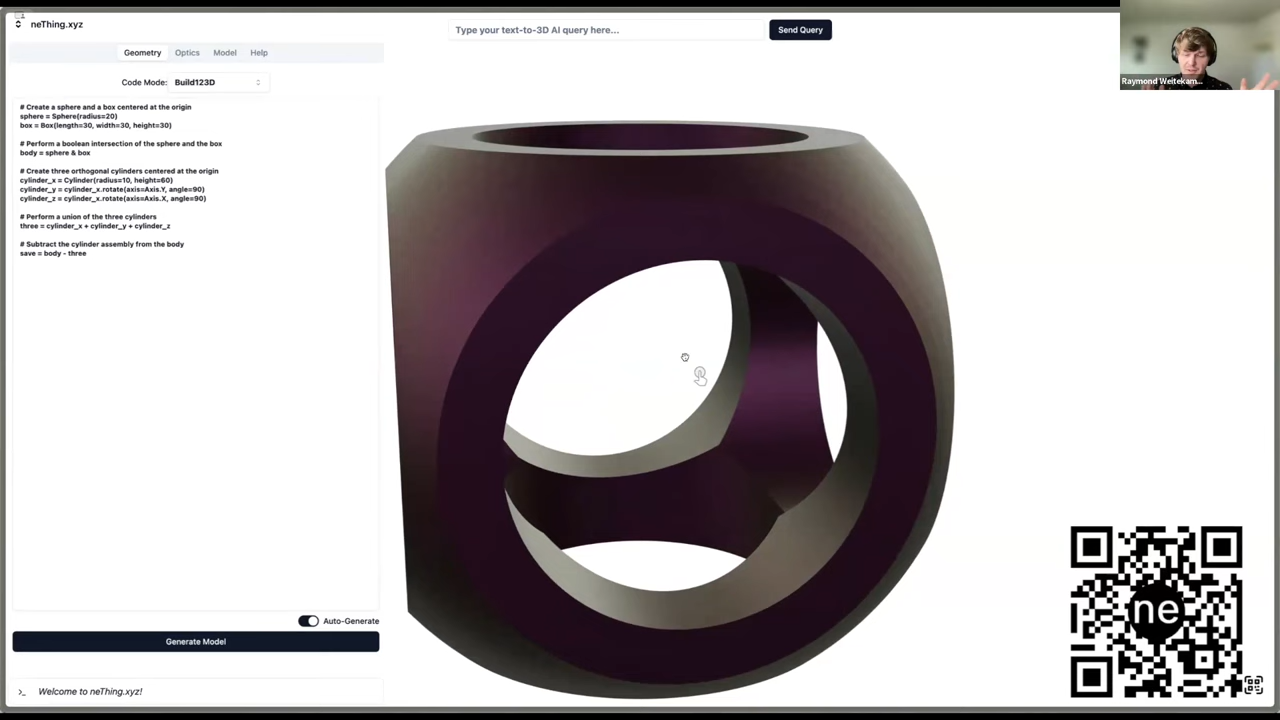 neThing.xyz
Type your text-to-3D AI query here...
Send Query
Raymond Weitekam...
Geometry
Optics
Model
Help
Code Mode:
Build123D
# Create a sphere and a box centered at the origin
sphere = Sphere(radius=20)
box = Box(length=30, width=30, height=30)
# Perform a boolean intersection of the sphere and the box
body = sphere & box
# Create three orthogonal cylinders centered at the origin
cylinder_x = Cylinder(radius=10, height=60)
cylinder_y = cylinder_x.rotate(axis=Axis.Y, angle=90)
cylinder_z = cylinder_x.rotate(axis=Axis.X, angle=90)
# Perform a union of the three cylinders
three = cylinder_x + cylinder_y + cylinder_z
# Subtract the cylinder assembly from the body
save = body - three
Auto-Generate
Generate Model
>_ Welcome to neThing.xyz!
ne